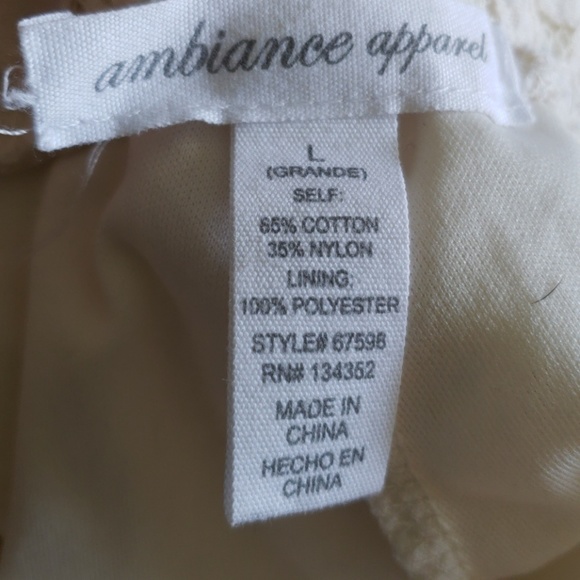 ambiance apparel
L
(GRANDE)
SELF:
65% COTTON
35% NYLON
LINING:
100% POLYESTER
STYLE# 67598
RN# 134352
MADE IN
CHINA
HECHO EN
CHINA